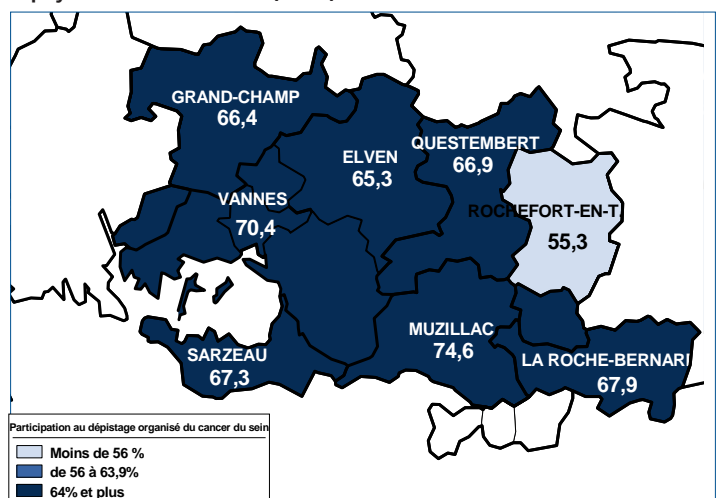 GRAND-CHAMP
66,4
ELVEN
65,3
QUESTEMBERT
66,9
VANNES
70,4
ROCHEFORT-EN-T.
55,3
MUZILLAC
74,6
SARZEAU
67,3
LA ROCHE-BERNAR
67,9
Participation au dépistage organisé du cancer du sein
Moins de 56 %
de 56 à 63,9%
64% et plus